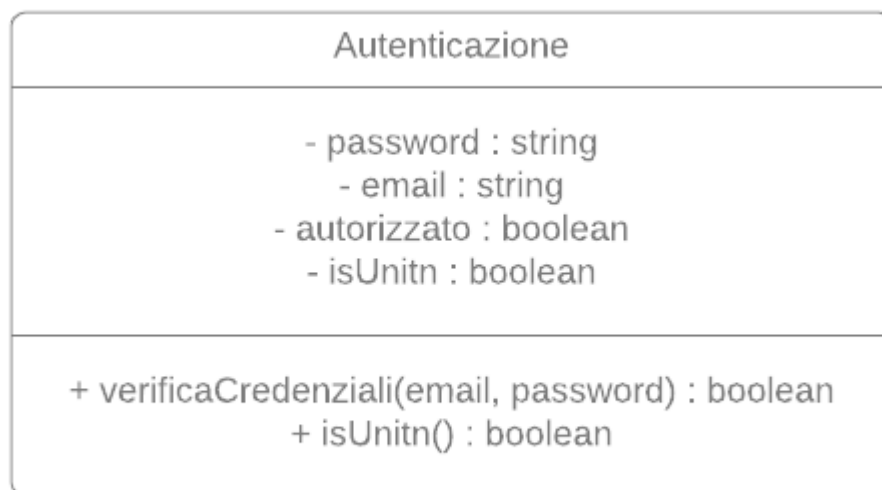 Autenticazione
- password : string
- email : string
- autorizzato : boolean
- isUnitn : boolean
+ verificaCredenziali(email, password) : boolean
+ isUnitn() : boolean